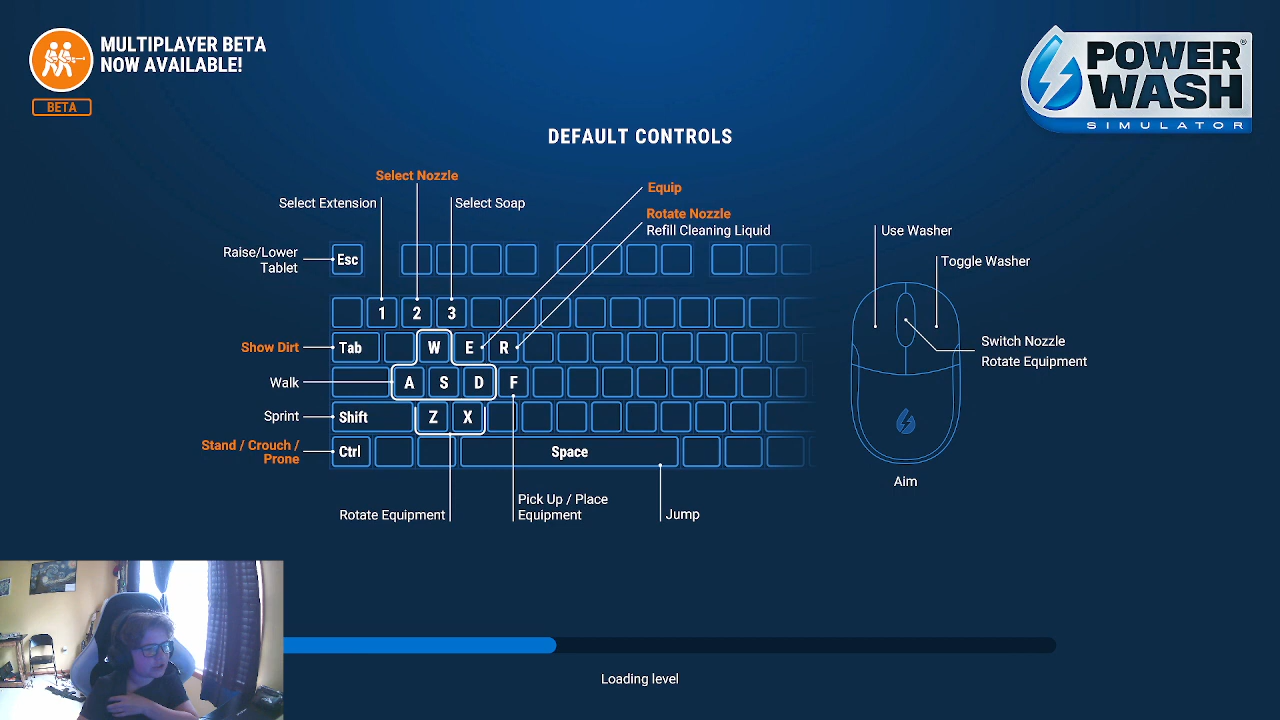 MULTIPLAYER BETA
NOW AVAILABLE!
BETA
POWER
WASH
SIMULATOR
DEFAULT CONTROLS
Select Nozzle
Select Extension
Select Soap
Equip
Rotate Nozzle
Refill Cleaning Liquid
Raise/Lower
Tablet
Esc
1 2 3
Show Dirt
Tab W E R
Walk
A S D F
Sprint
Shift Z X
Stand / Crouch /
Prone
Ctrl Space
Rotate Equipment
Pick Up / Place
Equipment
Jump
Use Washer
Toggle Washer
Switch Nozzle
Rotate Equipment
Aim
Loading level